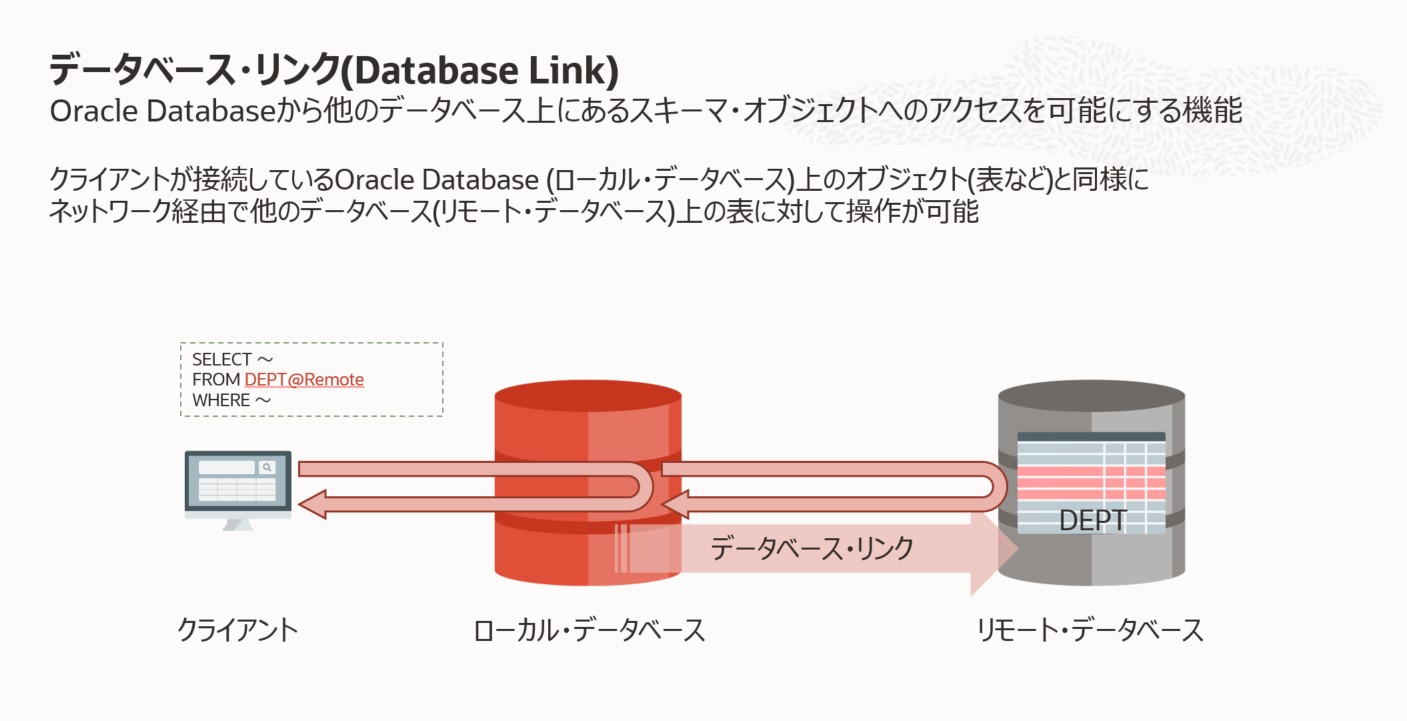 データベース・リンク(Database Link)
Oracle Databaseから他のデータベース上にあるスキーマ・オブジェクトへのアクセスを可能にする機能
クライアントが接続しているOracle Database (ローカル・データベース)上のオブジェクト(表など)と同様に
ネットワーク経由で他のデータベース(リモート・データベース)上の表に対して操作が可能
SELECT ～
FROM DEPT@Remote
WHERE ～
DEPT
データベース・リンク
クライアント
ローカル・データベース
リモート・データベース